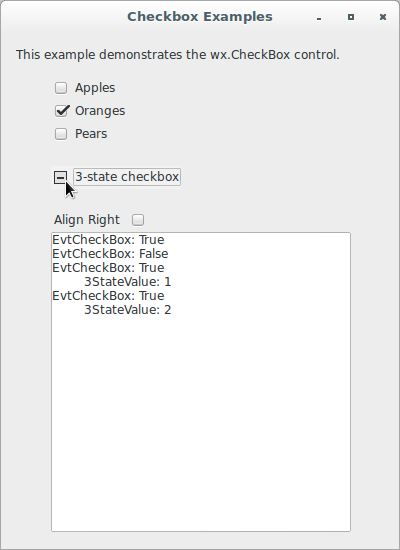 Checkbox Examples
This example demonstrates the wx.CheckBox control.
Apples
Oranges
Pears
3-state checkbox
Align Right
EvtCheckBox: True
EvtCheckBox: False
EvtCheckBox: True
3StateValue: 1
EvtCheckBox: True
3StateValue: 2